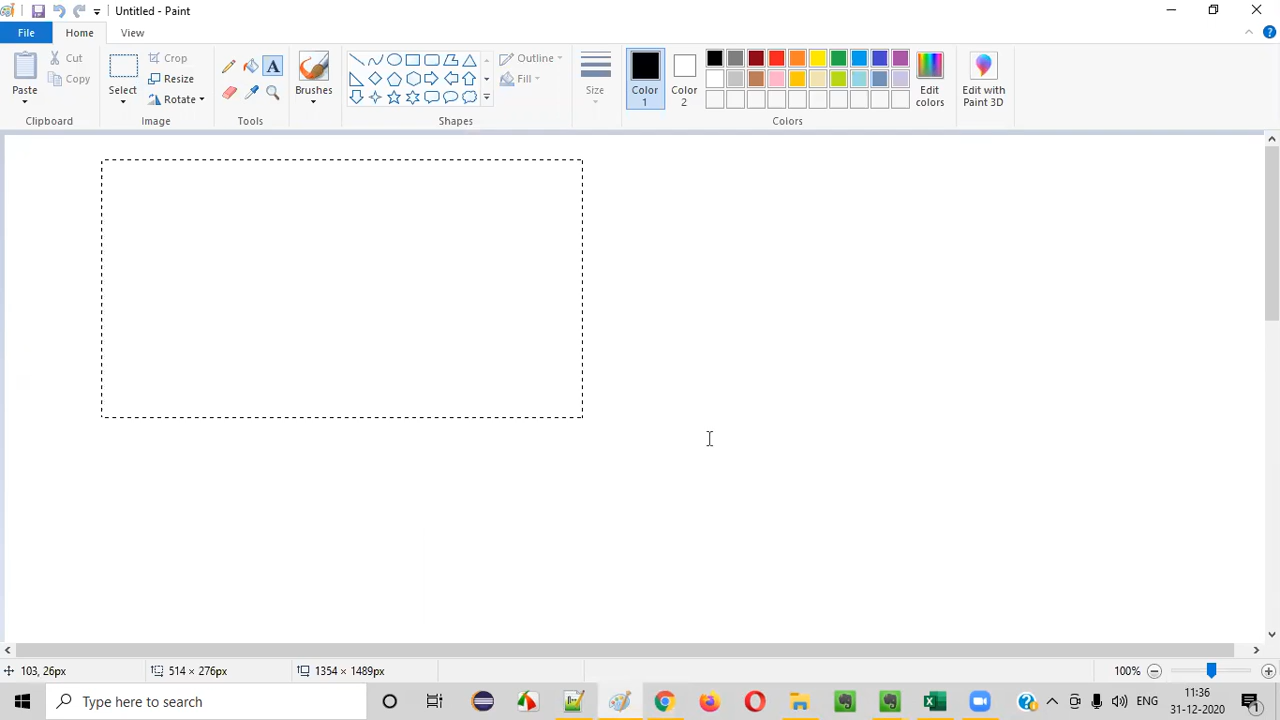 Untitled - Paint
File
Home
View
Paste
Cut
Copy
Clipboard
Select
Crop
Resize
Rotate
Image
A
Tools
Brushes
Outline
Fill
Shapes
Size
Color 1
Color 2
Edit colors
Colors
Edit with Paint 3D
103, 26px
514 × 276px
1354 × 1489px
100%
Type here to search
ENG
11:36
31-12-2020
1